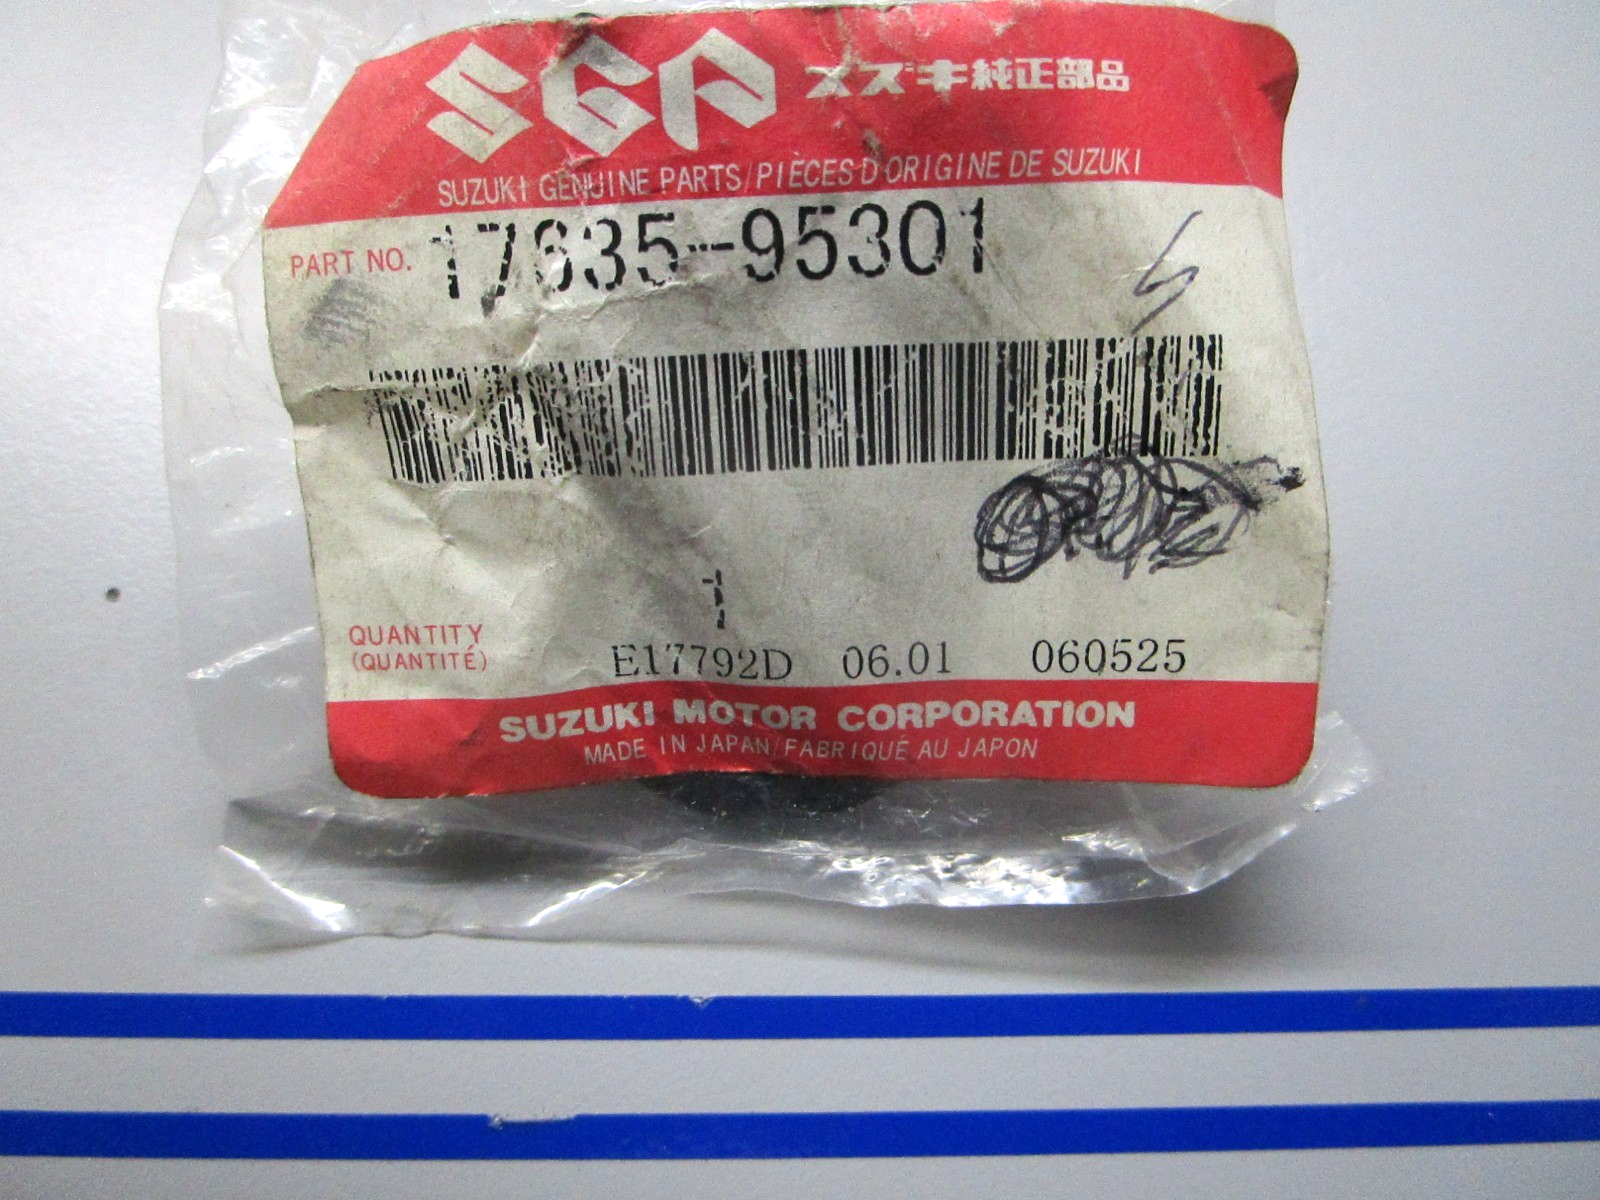 SGP スズキ純正部品
SUZUKI GENUINE PARTS/PIÈCES D'ORIGINE DE SUZUKI
PART NO. 17635-95301
1
QUANTITY
(QUANTITÉ)
E17792D 06.01 060525
SUZUKI MOTOR CORPORATION
MADE IN JAPAN/FABRIQUÉ AU JAPON